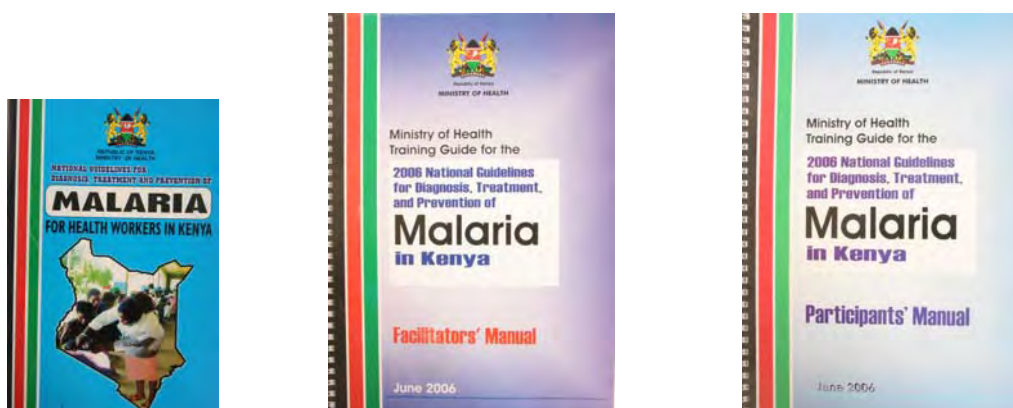 REPUBLIC OF KENYA
MINISTRY OF HEALTH
NATIONAL GUIDELINES FOR
DIAGNOSIS, TREATMENT AND PREVENTION OF
MALARIA
FOR HEALTH WORKERS IN KENYA
Republic of Kenya
MINISTRY OF HEALTH
Ministry of Health
Training Guide for the
2006 National Guidelines
for Diagnosis, Treatment,
and Prevention of
Malaria
in Kenya
Facilitators' Manual
June 2006
Republic of Kenya
MINISTRY OF HEALTH
Ministry of Health
Training Guide for the
2006 National Guidelines
for Diagnosis, Treatment,
and Prevention of
Malaria
in Kenya
Participants' Manual
June 2006